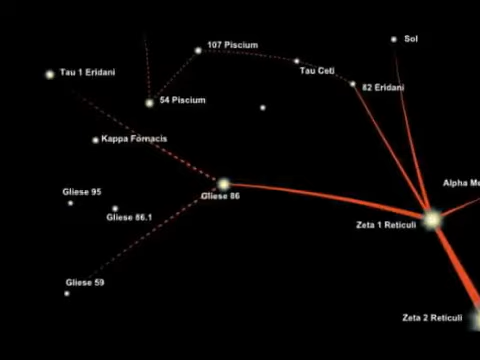 Sol
107 Piscium
Tau Ceti
Tau 1 Eridani
82 Eridani
54 Piscium
Kappa Fornacis
Alpha Me
Gliese 95
Gliese 86
Gliese 86.1
Zeta 1 Reticuli
Gliese 59
Zeta 2 Reticuli